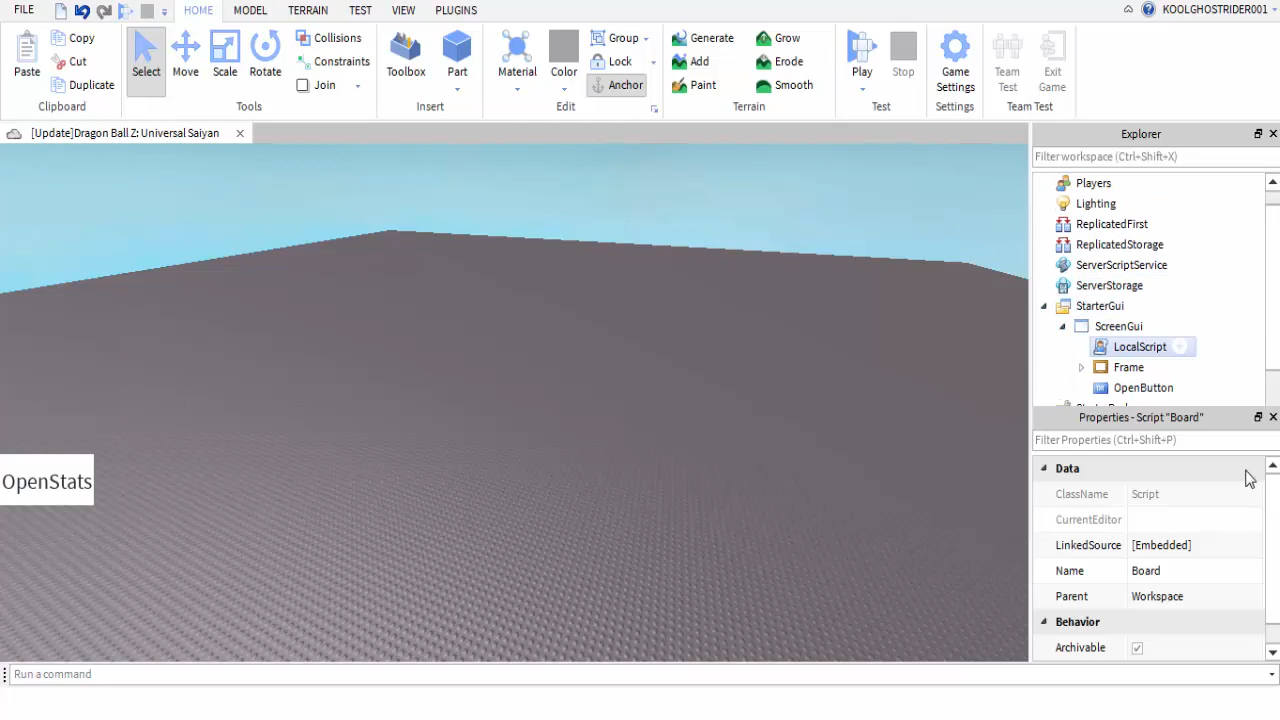 FILE
HOME
MODEL
TERRAIN
TEST
VIEW
PLUGINS
KOOLGHOSTRIDER001
Paste
Copy
Cut
Duplicate
Clipboard
Select
Move
Scale
Rotate
Collisions
Constraints
Join
Tools
Toolbox
Part
Insert
Material
Color
Group
Lock
Anchor
Edit
Generate
Add
Paint
Grow
Erode
Smooth
Terrain
Play
Stop
Test
Game
Settings
Settings
Team
Test
Exit
Game
Team Test
[Update]Dragon Ball Z: Universal Saiyan
OpenStats
Explorer
Filter workspace (Ctrl+Shift+X)
Players
Lighting
ReplicatedFirst
ReplicatedStorage
ServerScriptService
ServerStorage
StarterGui
ScreenGui
LocalScript
Frame
OpenButton
Properties - Script "Board"
Filter Properties (Ctrl+Shift+P)
Data
ClassName Script
CurrentEditor
LinkedSource [Embedded]
Name Board
Parent Workspace
Behavior
Archivable
Run a command